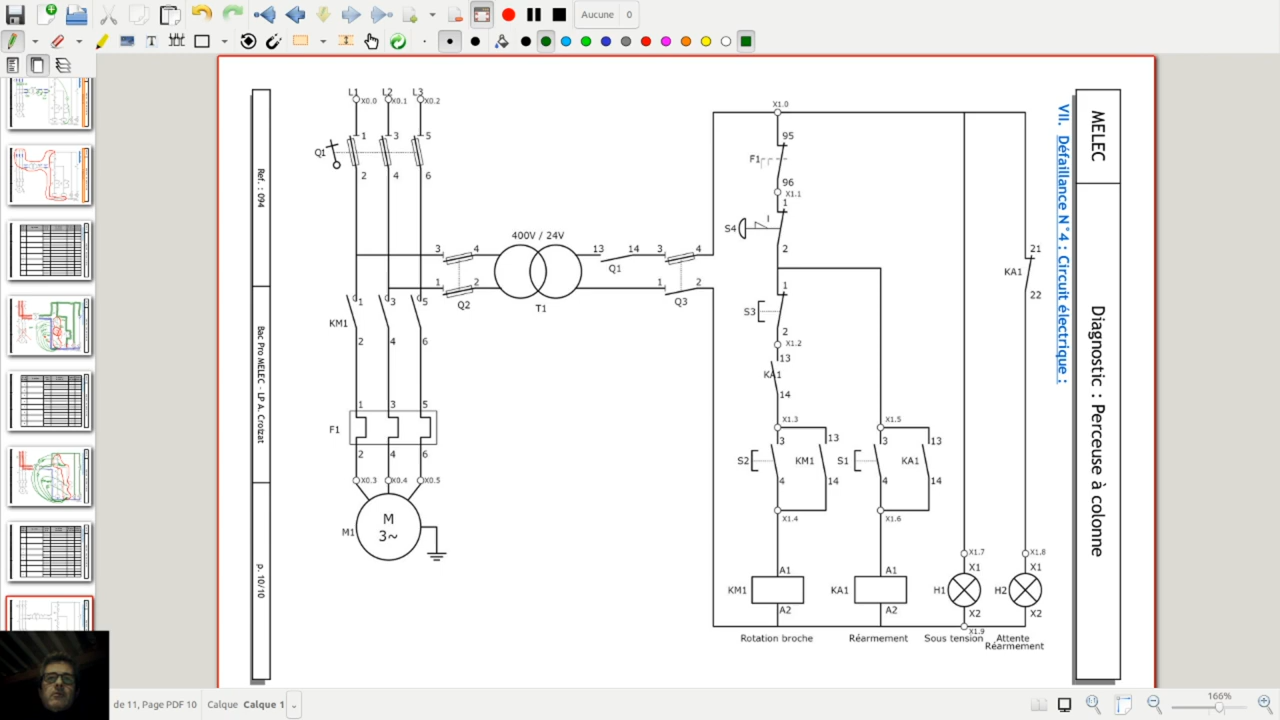 Aucune 0
MELEC
Diagnostic : Perceuse à colonne
VII. Défaillance N°4 : Circuit électrique :
Ref. : 094
Bac Pro MELEC - LP A. Croizat
p. 10/10
L1 L2 L3
X0.0 X0.1 X0.2
1 3 5
Q1
2 4 6
400V / 24V
3 4
13 14
3 4
Q1
1 2
1 2
Q2
T1
Q3
1 3 5
KM1
2 4 6
1 3 5
F1
2 4 6
X0.3 X0.4 X0.5
M1
M
3~
X1.0
95
F1
96
X1.1
1
S4
2
1
S3
2
X1.2
13
KA1
14
X1.3
X1.5
3 13 3 13
S2 KM1 S1 KA1
4 14 4 14
X1.4
X1.6
21
KA1
22
X1.7 X1.8
A1 A1 X1 X1
KM1 KA1 H1 H2
A2 A2 X2 X2
X1.9
Rotation broche
Réarmement
Sous tension
Attente
Réarmement
de 11, Page PDF 10 Calque Calque 1
166%